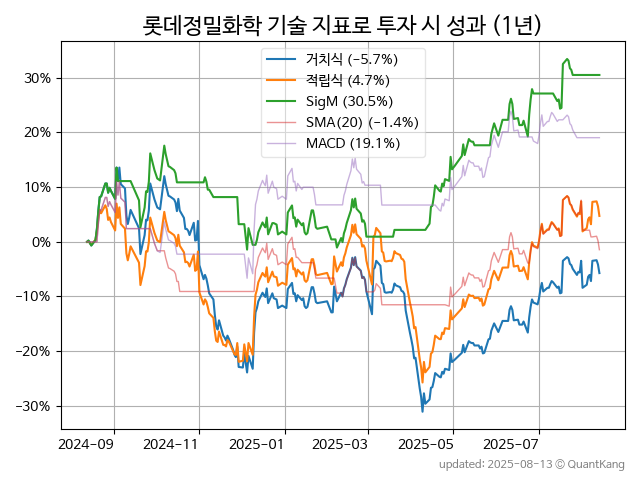 롯데정밀화학 기술 지표로 투자 시 성과 (1년)
거치식 (−5.7%)
적립식 (4.7%)
SigM (30.5%)
SMA(20) (−1.4%)
MACD (19.1%)
30%
20%
10%
0%
−10%
−20%
−30%
2024−09 2024−11 2025−01 2025−03 2025−05 2025−07
updated: 2025−08−13 ⓒ QuantKang